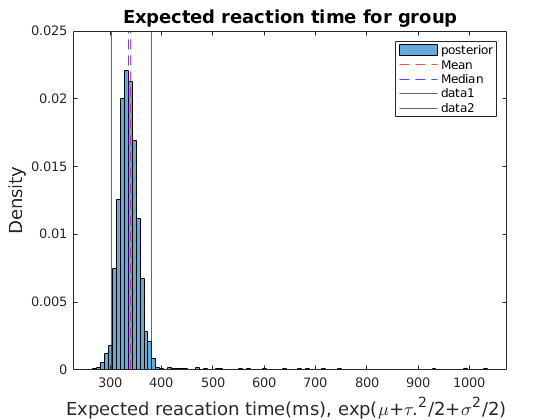 Expected reaction time for group
0.025
0.02
0.015
0.01
0.005
0
Density
posterior
Mean
Median
data1
data2
300 400 500 600 700 800 900 1000
Expected reacation time(ms), exp(μ+τ.²/2+σ²/2)